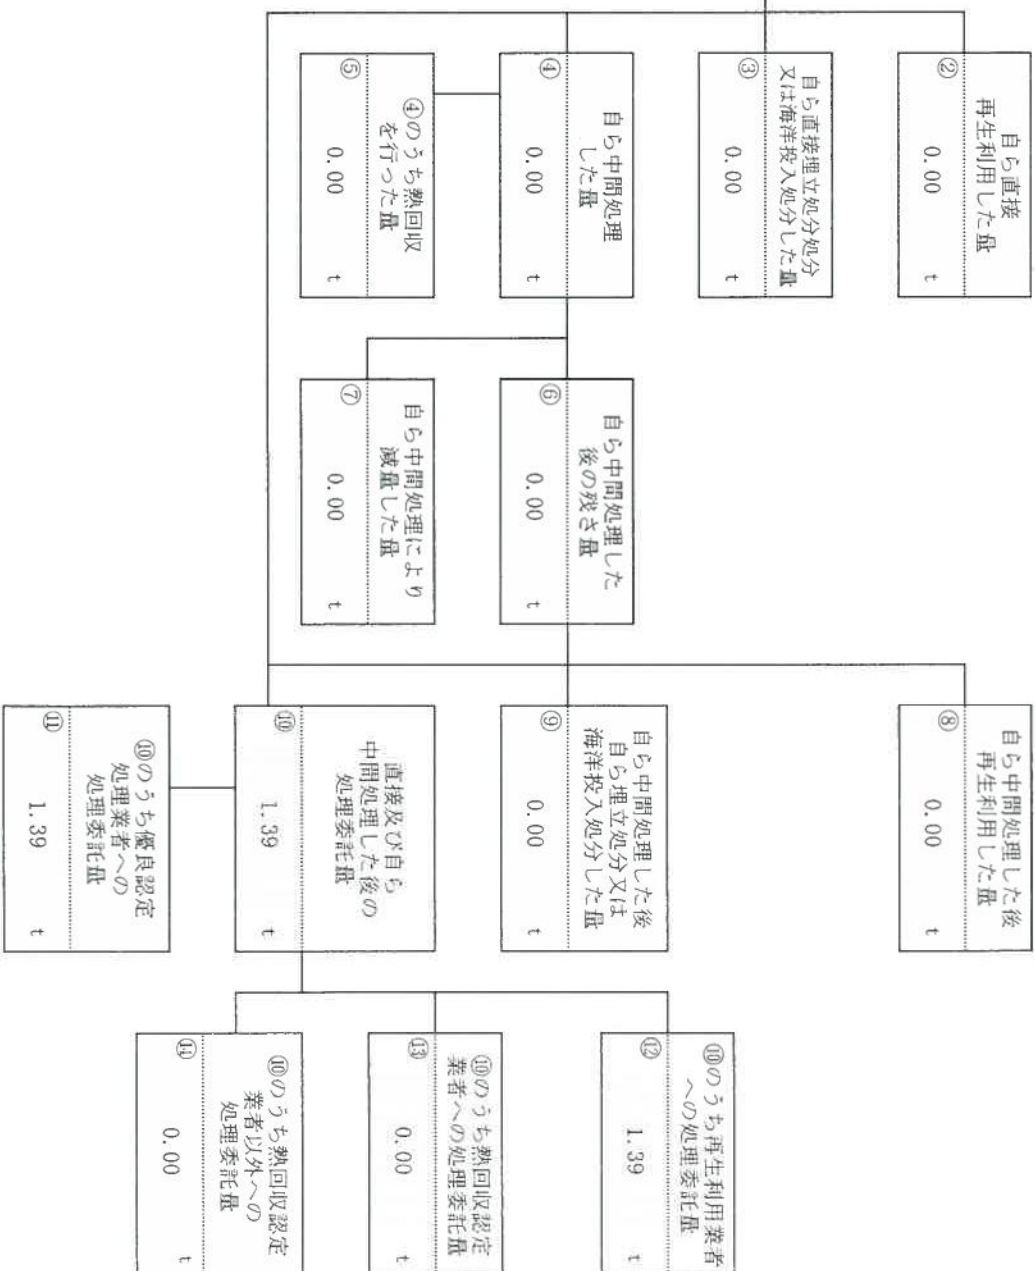 自ら直接
再生利用した量
② 0.00 t
自ら直接埋立処分処分
又は海洋投入処分した量
③ 0.00 t
自ら中間処理
した量
④ 0.00 t
④のうち熱回収
を行った量
⑤ 0.00 t
自ら中間処理した
後の残さ量
⑥ 0.00 t
自ら中間処理により
減量した量
⑦ 0.00 t
自ら中間処理した後
再生利用した量
⑧ 0.00 t
自ら中間処理した後
自ら埋立処分又は
海洋投入処分した量
⑨ 0.00 t
直接及び自ら
中間処理した後の
処理委託量
⑩ 1.39 t
⑩のうち優良認定
処理業者への
処理委託量
⑪ 1.39 t
⑩のうち再生利用業者
への処理委託量
⑫ 1.39 t
⑩のうち熱回収認定
業者への処理委託量
⑬ 0.00 t
⑩のうち熱回収認定
業者以外への
処理委託量
⑭ 0.00 t